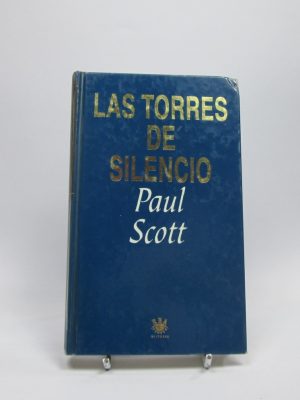 LAS TORRES
DE
SILENCIO
Paul
Scott